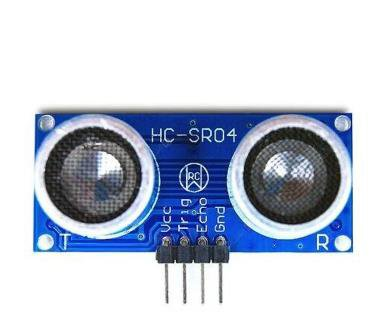 HC-SR04
RC
Vcc
Trig
Echo
Gnd
T
R